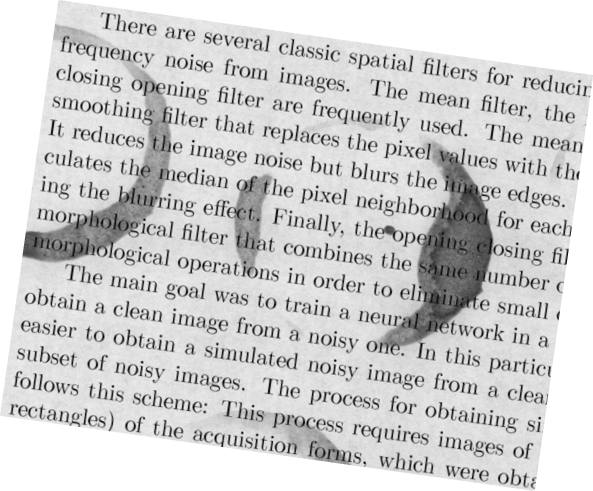 There are several classic spatial filters for reducin
frequency noise from images. The mean filter, the
closing opening filter are frequently used. The mean
smoothing filter that replaces the pixel values with the
It reduces the image noise but blurs the image edges.
culates the median of the pixel neighborhood for each
ing the blurring effect. Finally, the opening closing fil
morphological filter that combines the same number o
morphological operations in order to eliminate small
The main goal was to train a neural network in a
obtain a clean image from a noisy one. In this particu
easier to obtain a simulated noisy image from a clea
subset of noisy images. The process for obtaining si
follows this scheme: This process requires images of
rectangles) of the acquisition forms, which were obta